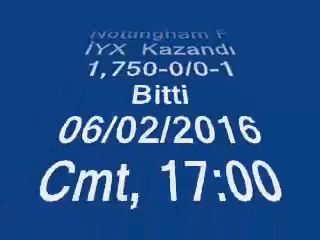 Nottingham F
İYX Kazandı
1,750-0/0-1
Bitti
06/02/2016
Cmt, 17:00